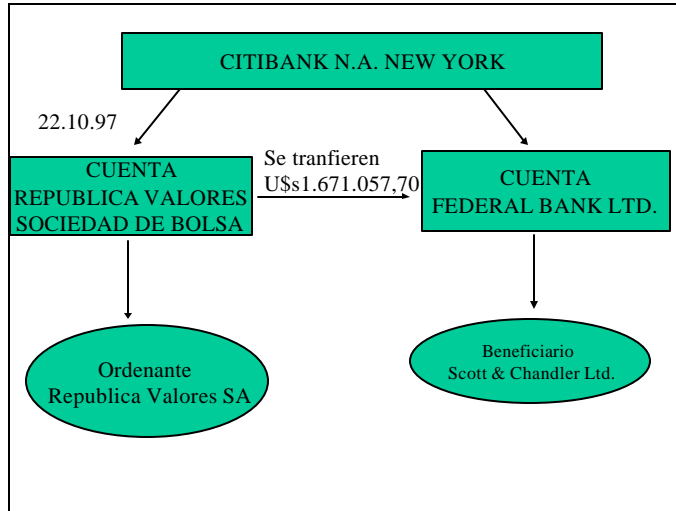 CITIBANK N.A. NEW YORK
22.10.97
CUENTA
REPUBLICA VALORES
SOCIEDAD DE BOLSA
Se tranfieren
U$s1.671.057,70
CUENTA
FEDERAL BANK LTD.
Ordenante
Republica Valores SA
Beneficiario
Scott & Chandler Ltd.